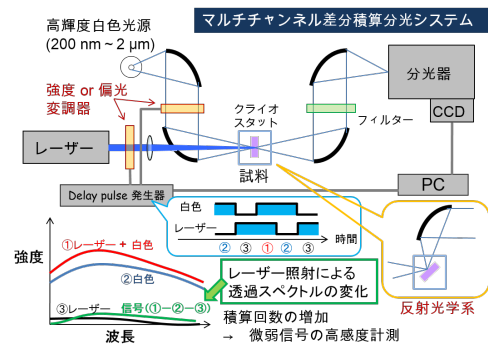 マルチチャンネル差分積算分光システム
高輝度白色光源
(200 nm ~ 2 μm)
強度 or 偏光
変調器
クライオ
スタット
フィルター
分光器
CCD
レーザー
試料
PC
Delay pulse 発生器
白色
レーザー
時間
② ③ ① ② ③
強度
①レーザー + 白色
②白色
③レーザー
信号(①ー②ー③)
波長
レーザー照射による
透過スペクトルの変化
積算回数の増加
→ 微弱信号の高感度計測
反射光学系